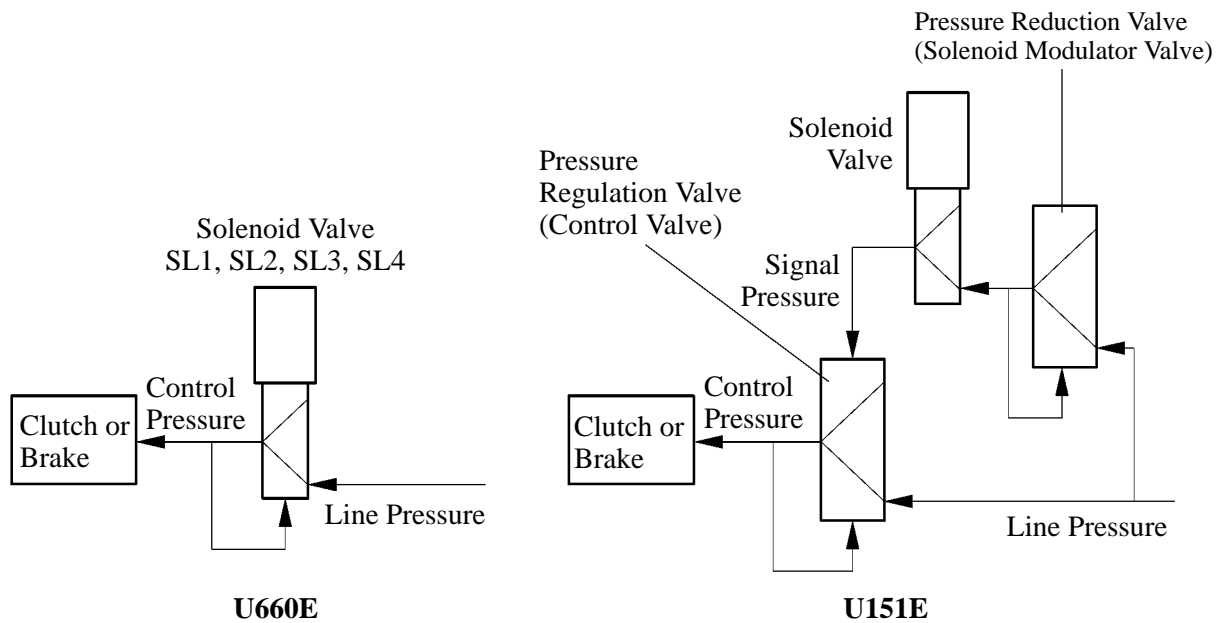 Solenoid Valve
SL1, SL2, SL3, SL4
Control
Pressure
Clutch or
Brake
Line Pressure
U660E
Pressure Reduction Valve
(Solenoid Modulator Valve)
Solenoid
Valve
Pressure
Regulation Valve
(Control Valve)
Signal
Pressure
Control
Pressure
Clutch or
Brake
Line Pressure
U151E